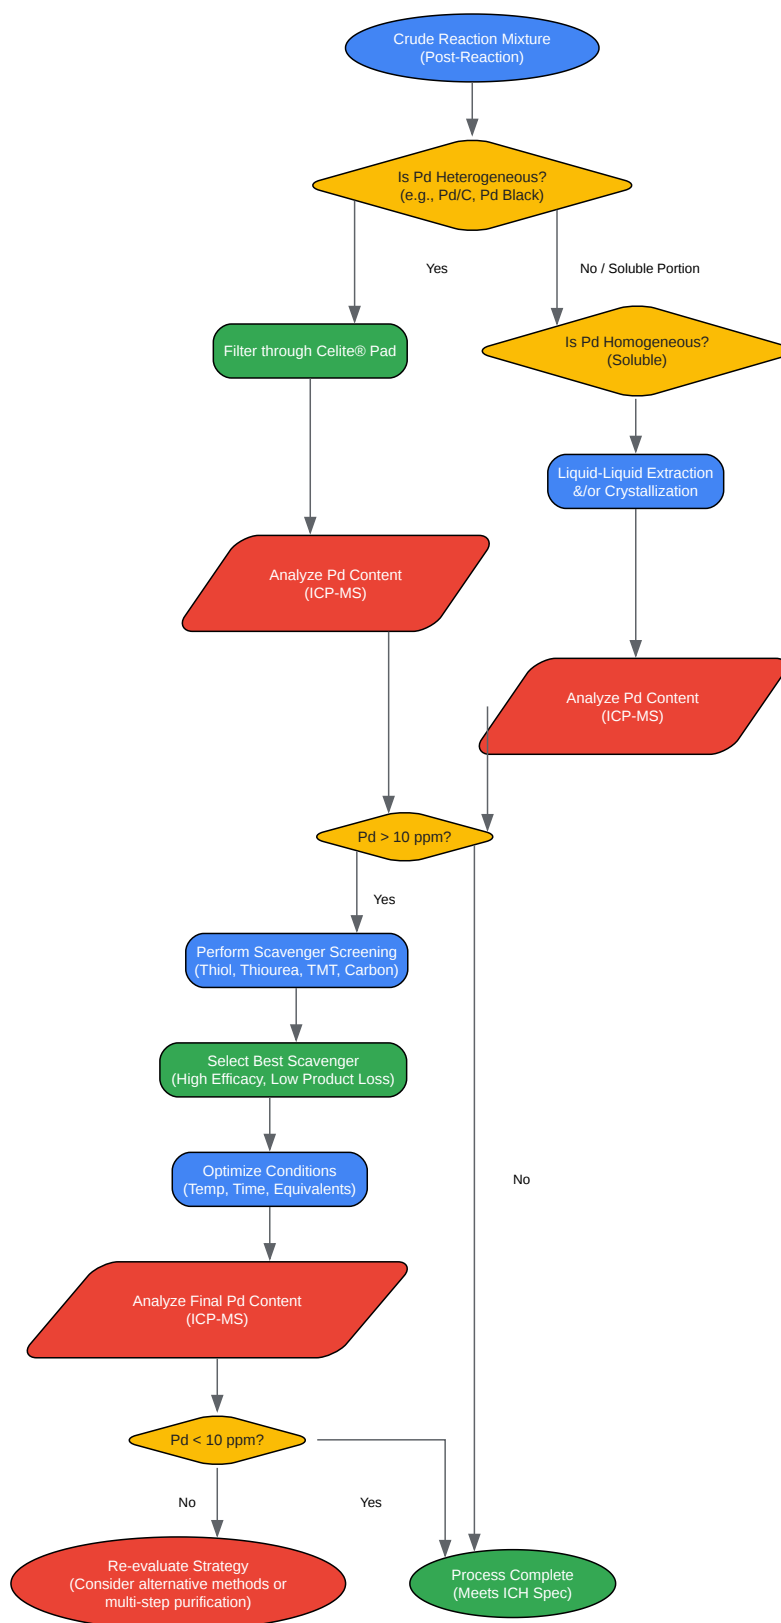 Crude Reaction Mixture
(Post-Reaction)
Is Pd Heterogeneous?
(e.g., Pd/C, Pd Black)
Yes
No / Soluble Portion
Filter through Celite® Pad
Is Pd Homogeneous?
(Soluble)
Liquid-Liquid Extraction
&/or Crystallization
Analyze Pd Content
(ICP-MS)
Analyze Pd Content
(ICP-MS)
Pd > 10 ppm?
Yes
Perform Scavenger Screening
(Thiol, Thiourea, TMT, Carbon)
Select Best Scavenger
(High Efficacy, Low Product Loss)
Optimize Conditions
(Temp, Time, Equivalents)
No
Analyze Final Pd Content
(ICP-MS)
Pd < 10 ppm?
No
Yes
Re-evaluate Strategy
(Consider alternative methods or
multi-step purification)
Process Complete
(Meets ICH Spec)